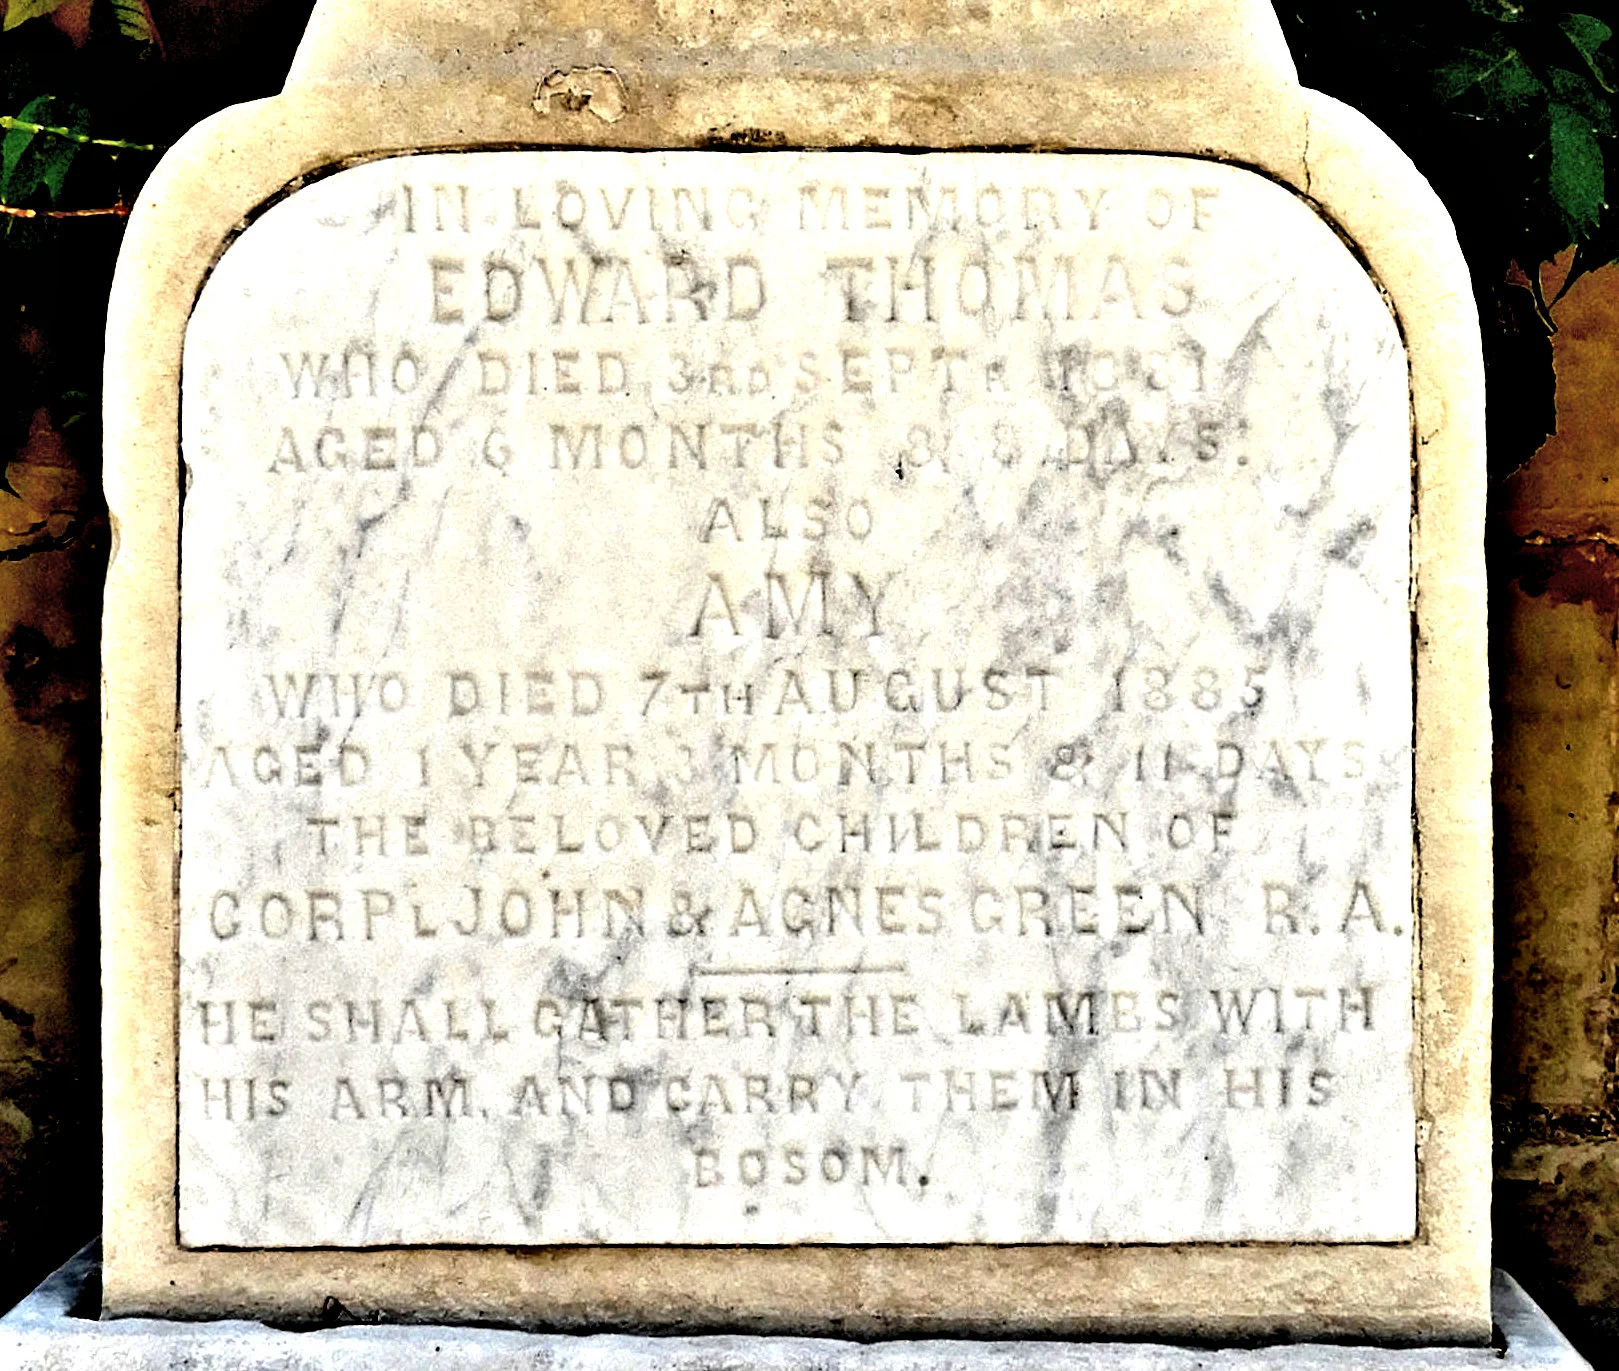 IN LOVING MEMORY OF
EDWARD THOMAS
WHO DIED 3RD SEPTR
AGED 6 MONTHS & 8 DAYS.
ALSO
AMY
WHO DIED 7TH AUGUST 1885
AGED 1 YEAR 3 MONTHS & 11 DAYS
THE BELOVED CHILDREN OF
CORPL JOHN & AGNES GREEN R. A.
HE SHALL GATHER THE LAMBS WITH
HIS ARM, AND CARRY THEM IN HIS
BOSOM.